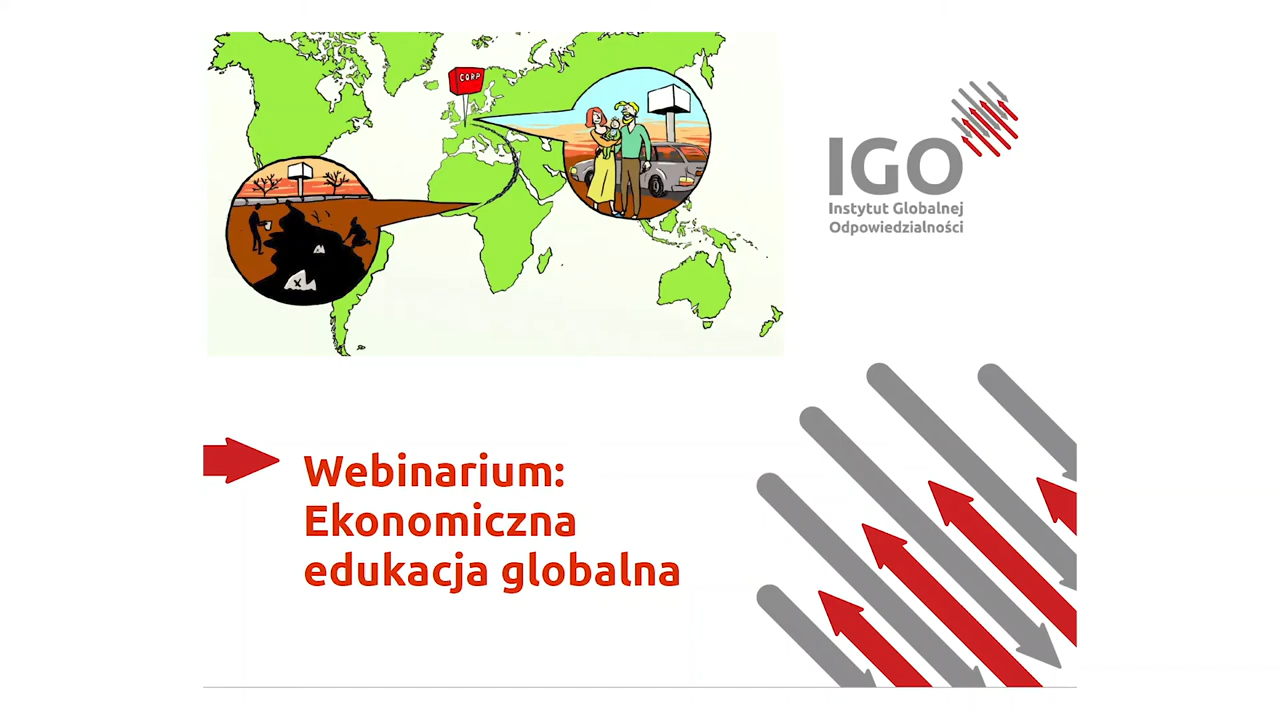 CORP
IGO
Instytut Globalnej
Odpowiedzialności
Webinarium:
Ekonomiczna
edukacja globalna